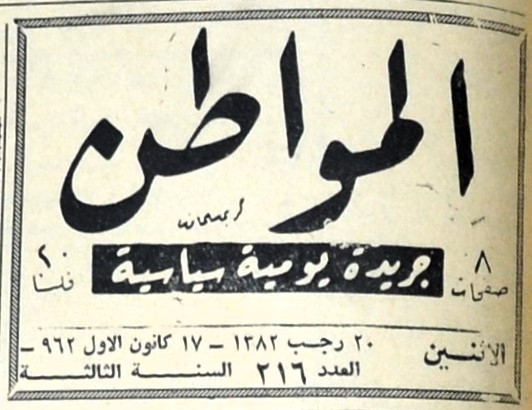 المواطن
٨ صفحات
جريدة يومية سياسية
٢٠ فلسا
الاثنين
٢٠ رجب ١٣٨٢ – ١٧ كانون الاول ٩٦٢ –
العدد ٢١٦ السنة الثالثة